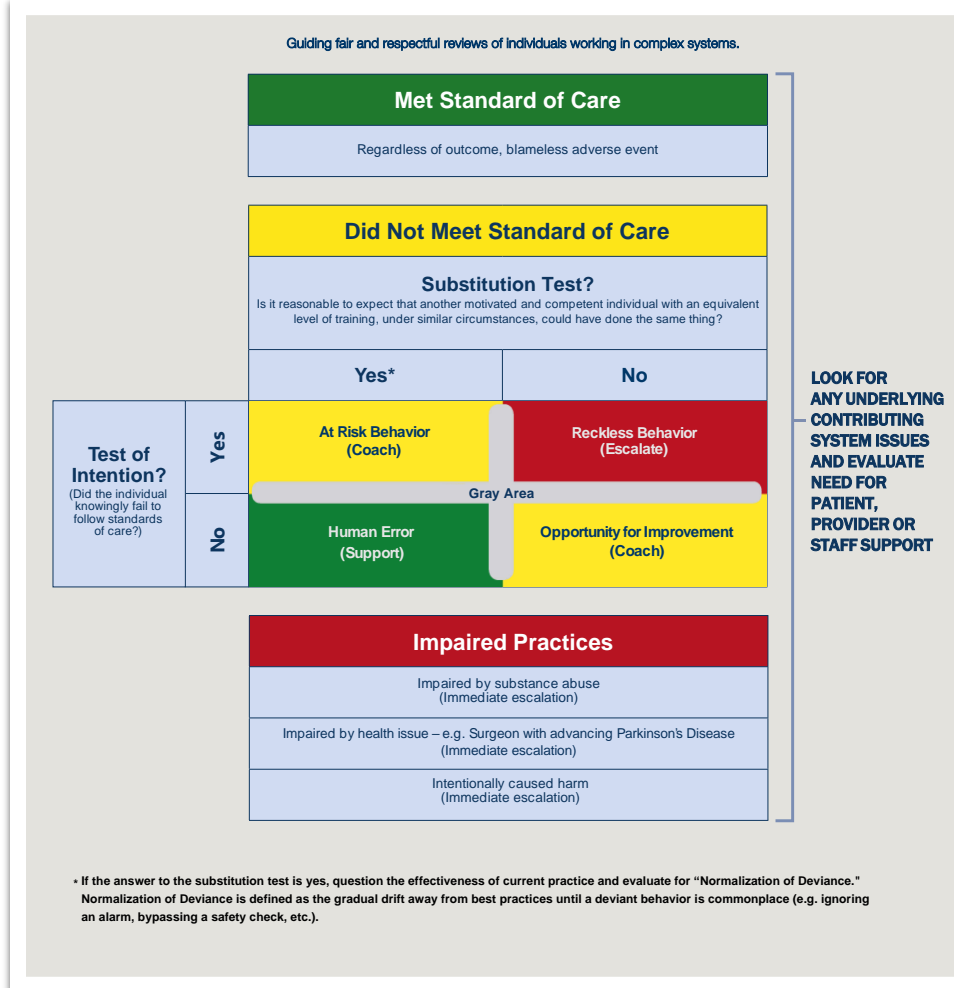 Guiding fair and respectful reviews of individuals working in complex systems.
Met Standard of Care
Regardless of outcome, blameless adverse event
Did Not Meet Standard of Care
Substitution Test?
Is it reasonable to expect that another motivated and competent individual with an equivalent
level of training, under similar circumstances, could have done the same thing?
Yes*
No
Test of
Intention?
(Did the individual
knowingly fail to
follow standards
of care?)
Yes
At Risk Behavior
(Coach)
Reckless Behavior
(Escalate)
Gray Area
No
Human Error
(Support)
Opportunity for Improvement
(Coach)
LOOK FOR
ANY UNDERLYING
CONTRIBUTING
SYSTEM ISSUES
AND EVALUATE
NEED FOR
PATIENT,
PROVIDER OR
STAFF SUPPORT
Impaired Practices
Impaired by substance abuse
(Immediate escalation)
Impaired by health issue – e.g. Surgeon with advancing Parkinson's Disease
(Immediate escalation)
Intentionally caused harm
(Immediate escalation)
* If the answer to the substitution test is yes, question the effectiveness of current practice and evaluate for “Normalization of Deviance."
Normalization of Deviance is defined as the gradual drift away from best practices until a deviant behavior is commonplace (e.g. ignoring
an alarm, bypassing a safety check, etc.).